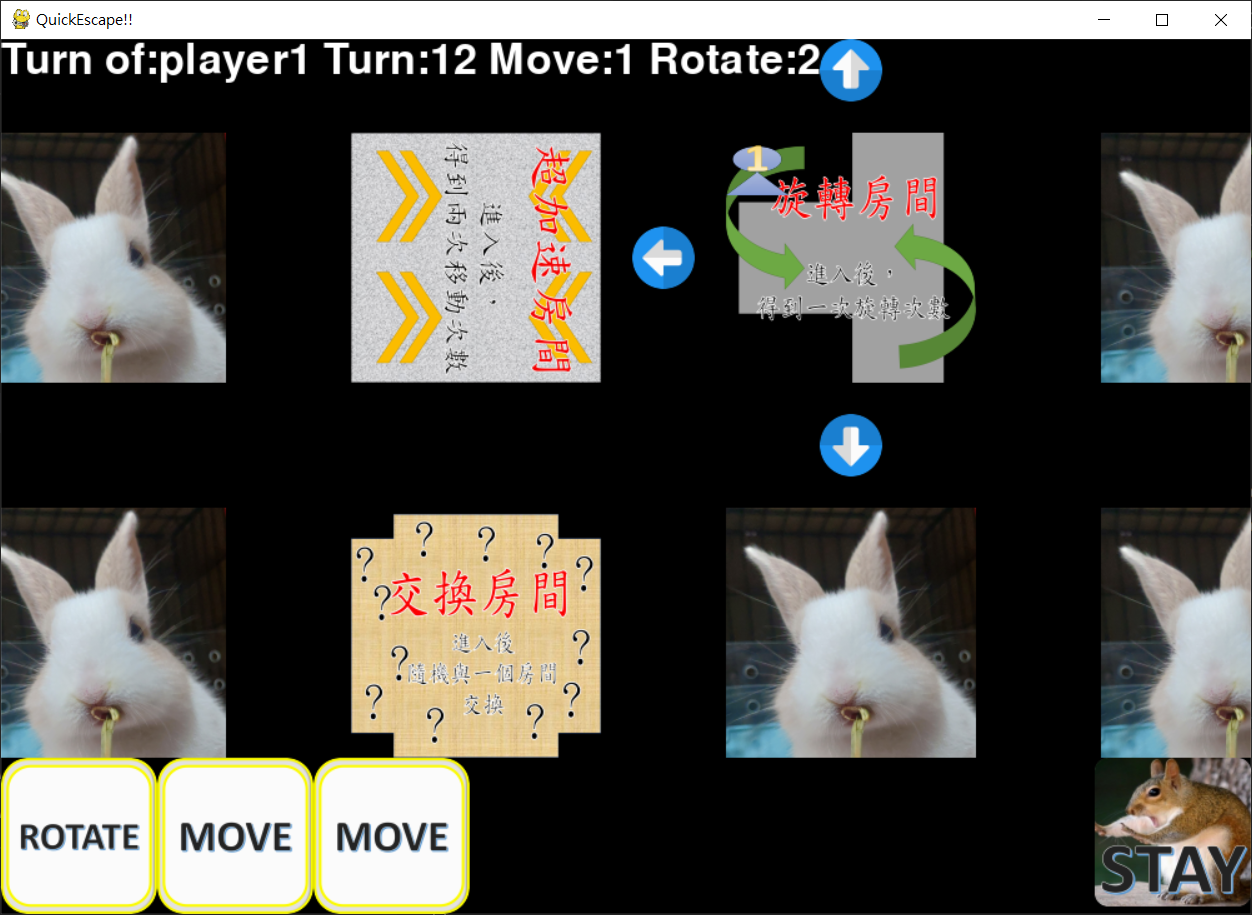 QuickEscape!!
Turn of:player1 Turn:12 Move:1 Rotate:2
超加速房間
進入後，
得到兩次移動次數
1
旋轉房間
進入後，
得到一次旋轉次數
? ? ? ?
? ?
交換房間
進入後
隨機與一個房間
交換
? ? ? ? ? ?
ROTATE
MOVE
MOVE
STAY